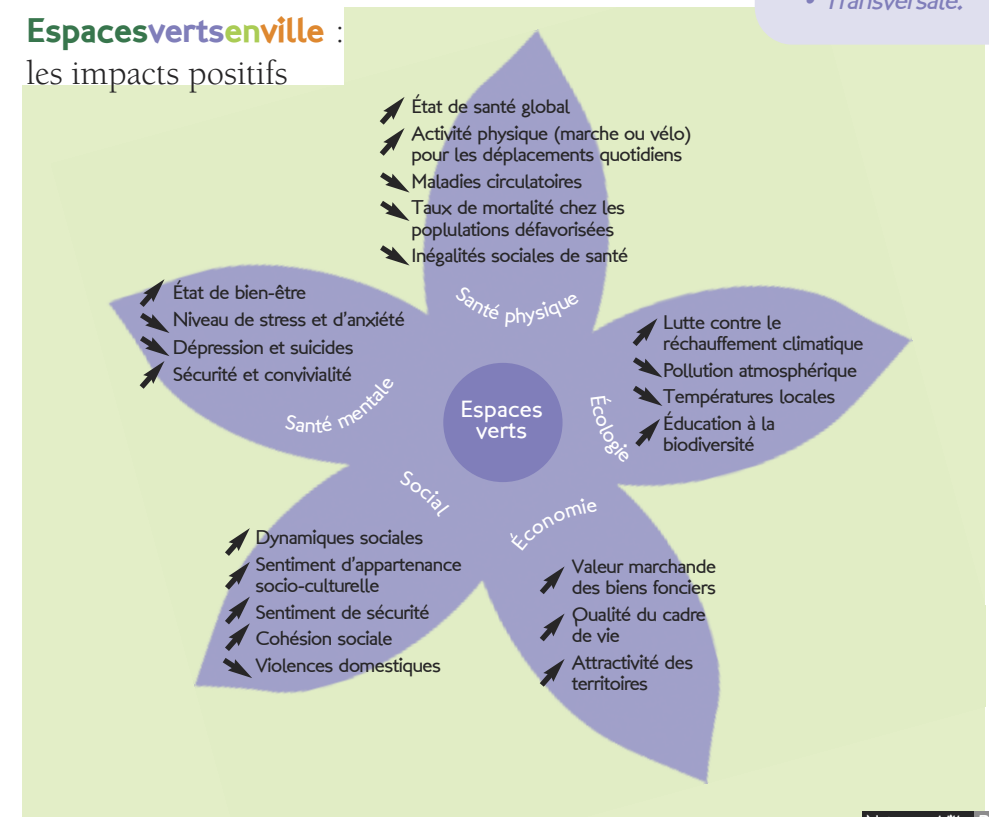 • Transversale.
Espacesvertsenville :
les impacts positifs
État de santé global
Activité physique (marche ou vélo)
pour les déplacements quotidiens
Maladies circulatoires
Taux de mortalité chez les
poplulations défavorisées
Inégalités sociales de santé
Santé physique
État de bien-être
Niveau de stress et d'anxiété
Dépression et suicides
Sécurité et convivialité
Santé mentale
Lutte contre le
réchauffement climatique
Pollution atmosphérique
Températures locales
Éducation à la
biodiversité
Écologie
Espaces
verts
Social
Dynamiques sociales
Sentiment d'appartenance
socio-culturelle
Sentiment de sécurité
Cohésion sociale
Violences domestiques
Économie
Valeur marchande
des biens fonciers
Qualité du cadre
de vie
Attractivité des
territoires